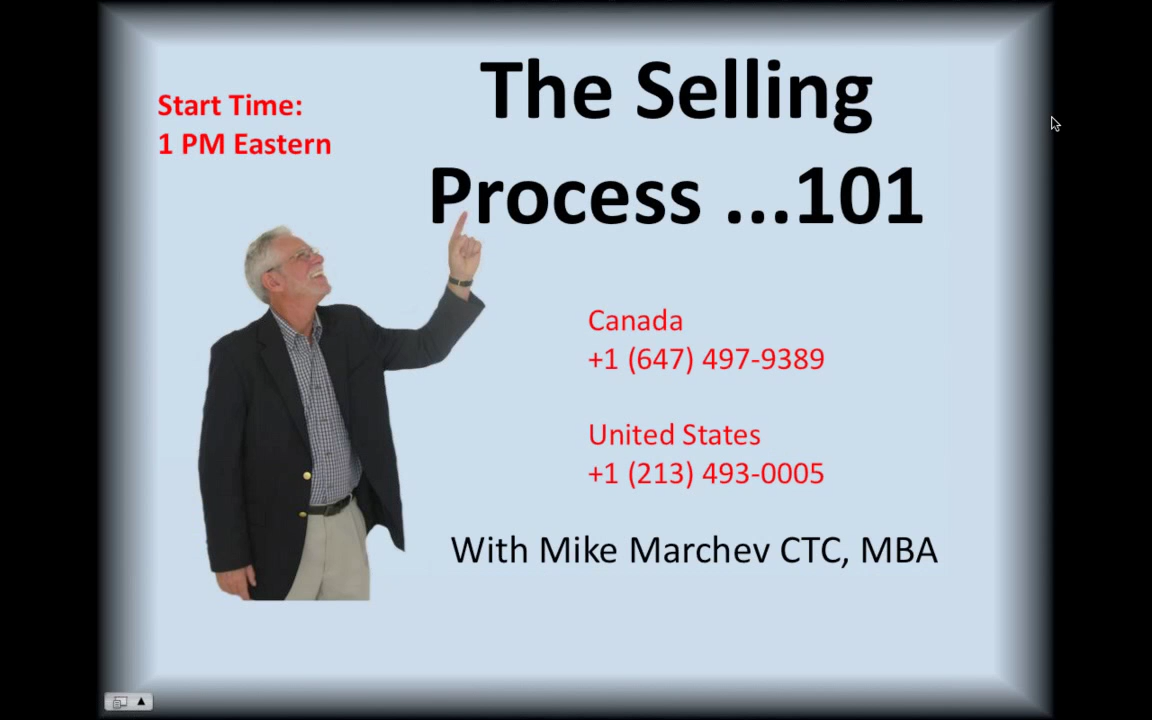 Start Time:
1 PM Eastern
The Selling
Process ...101
Canada
+1 (647) 497-9389
United States
+1 (213) 493-0005
With Mike Marchev CTC, MBA